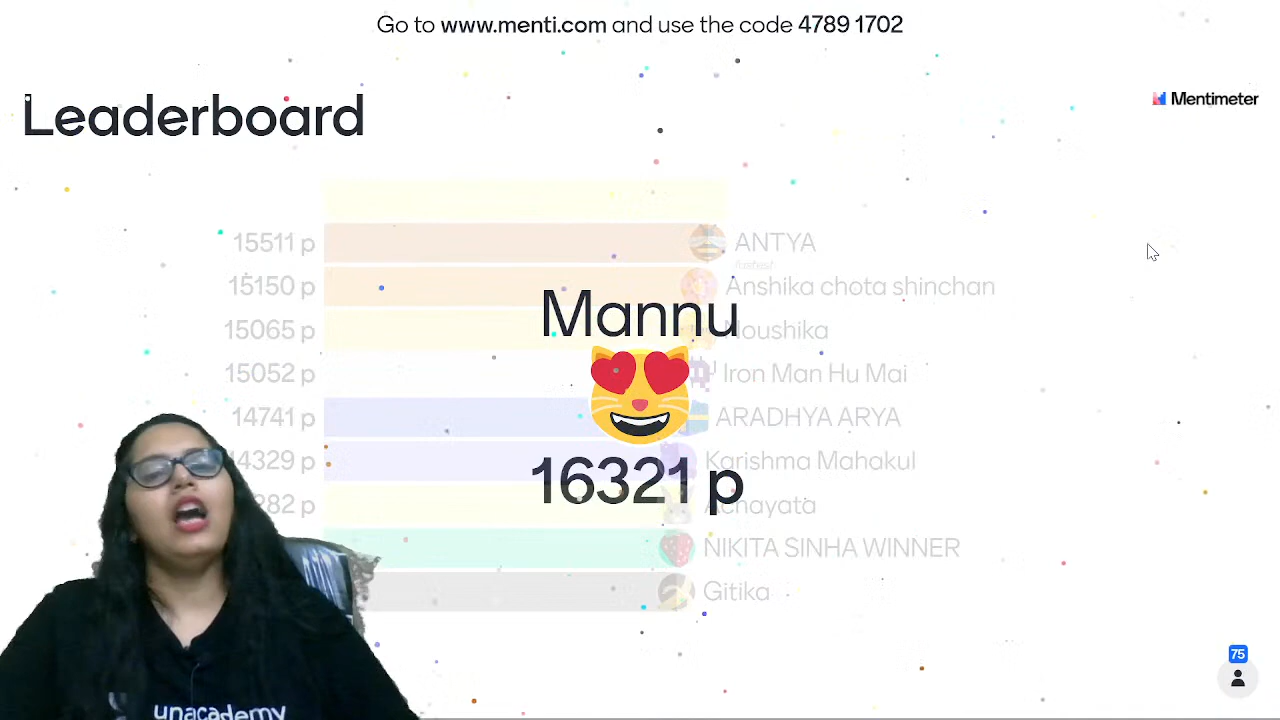 Go to www.menti.com and use the code 4789 1702
Leaderboard
Mentimeter
15511 p ANTYA
fastest
15150 p Anshika chota shinchan
Mannu
15065 p
15052 p Iron Man Hu Mai
14741 p ARADHYA ARYA
Karishma Mahakul
16321 p
NIKITA SINHA WINNER
Gitika
75
unacademy